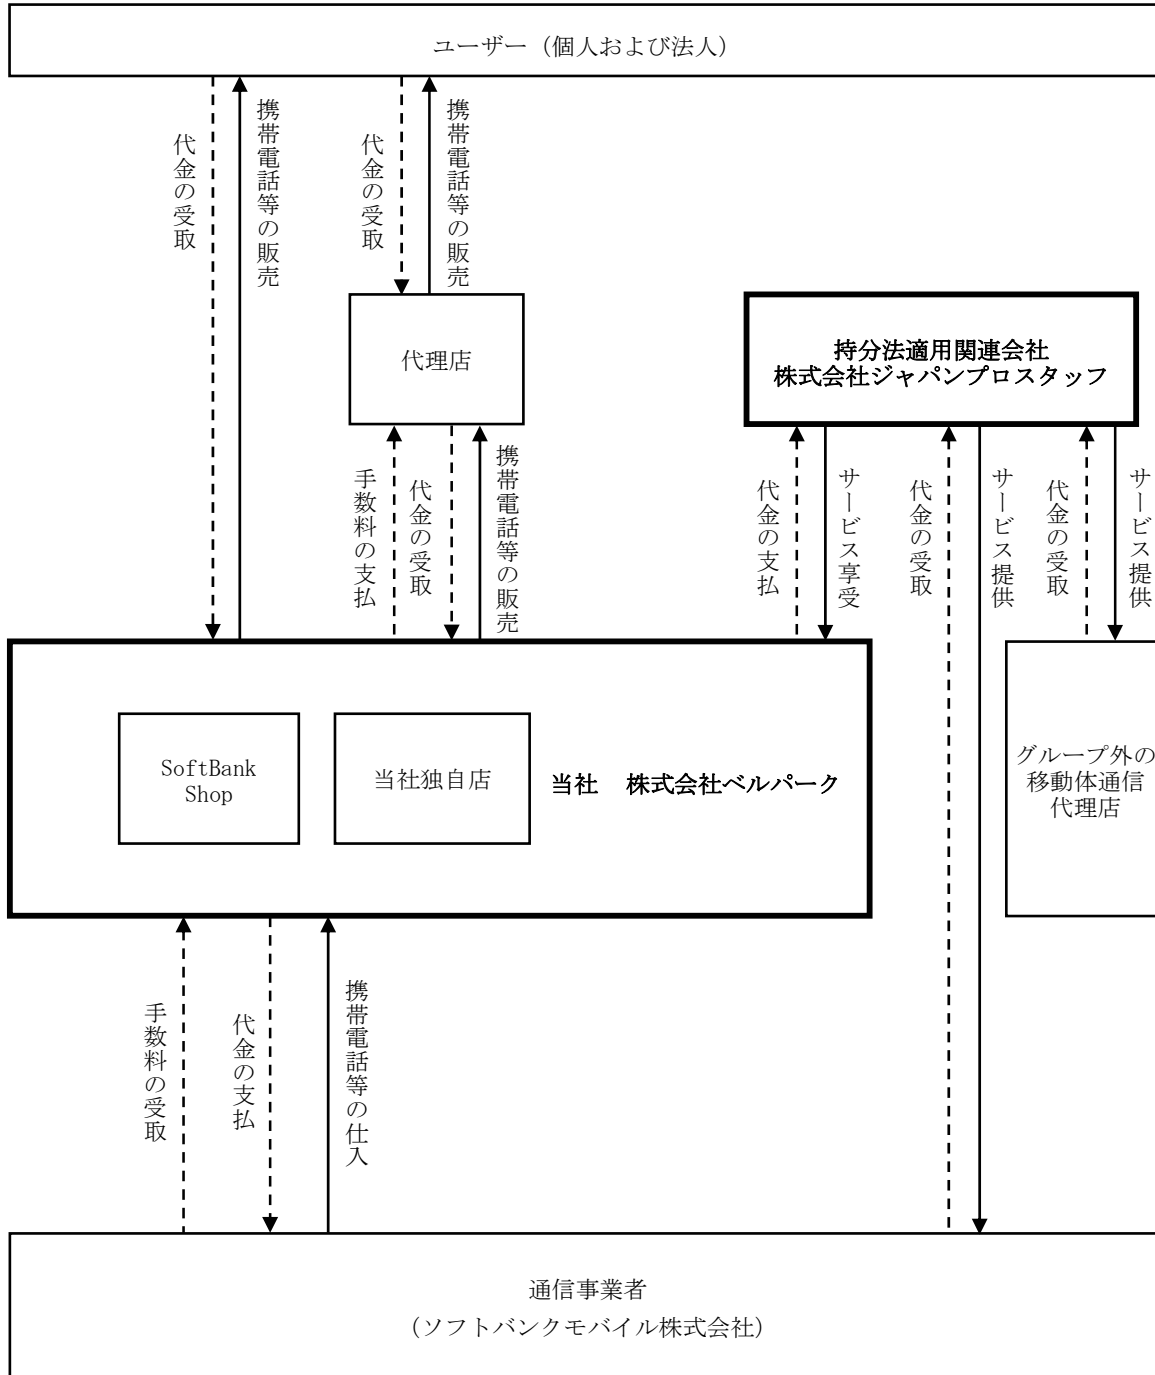 ユーザー（個人および法人）
代金の受取
携帯電話等の販売
代金の受取
携帯電話等の販売
代理店
持分法適用関連会社
株式会社ジャパンプロスタッフ
手数料の支払
代金の受取
携帯電話等の販売
代金の支払
サービス享受
代金の受取
サービス提供
代金の受取
サービス提供
SoftBank
Shop
当社独自店
当社　株式会社ベルパーク
グループ外の
移動体通信
代理店
手数料の受取
代金の支払
携帯電話等の仕入
通信事業者
（ソフトバンクモバイル株式会社）